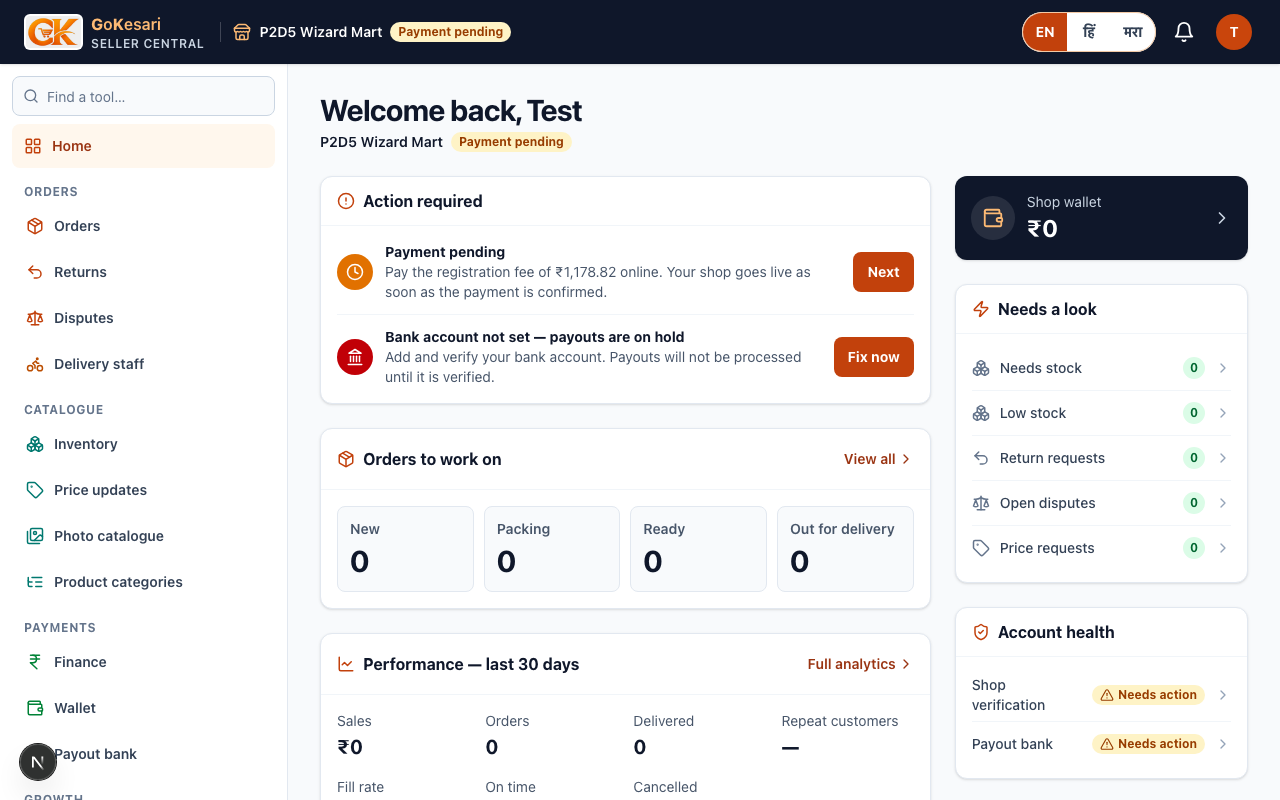 GK
GoKesari
SELLER CENTRAL
P2D5 Wizard Mart
Payment pending
EN
हिं
मरा
T
Find a tool...
Home
ORDERS
Orders
Returns
Disputes
Delivery staff
CATALOGUE
Inventory
Price updates
Photo catalogue
Product categories
PAYMENTS
Finance
Wallet
Payout bank
GROWTH
N
Welcome back, Test
P2D5 Wizard Mart
Payment pending
Action required
Payment pending
Pay the registration fee of ₹1,178.82 online. Your shop goes live as
soon as the payment is confirmed.
Next
Bank account not set — payouts are on hold
Add and verify your bank account. Payouts will not be processed
until it is verified.
Fix now
Orders to work on
View all
New
0
Packing
0
Ready
0
Out for delivery
0
Performance — last 30 days
Full analytics
Sales
₹0
Orders
0
Delivered
0
Repeat customers
—
Fill rate
On time
Cancelled
Shop wallet
₹0
Needs a look
Needs stock
0
Low stock
0
Return requests
0
Open disputes
0
Price requests
0
Account health
Shop
verification
Needs action
Payout bank
Needs action